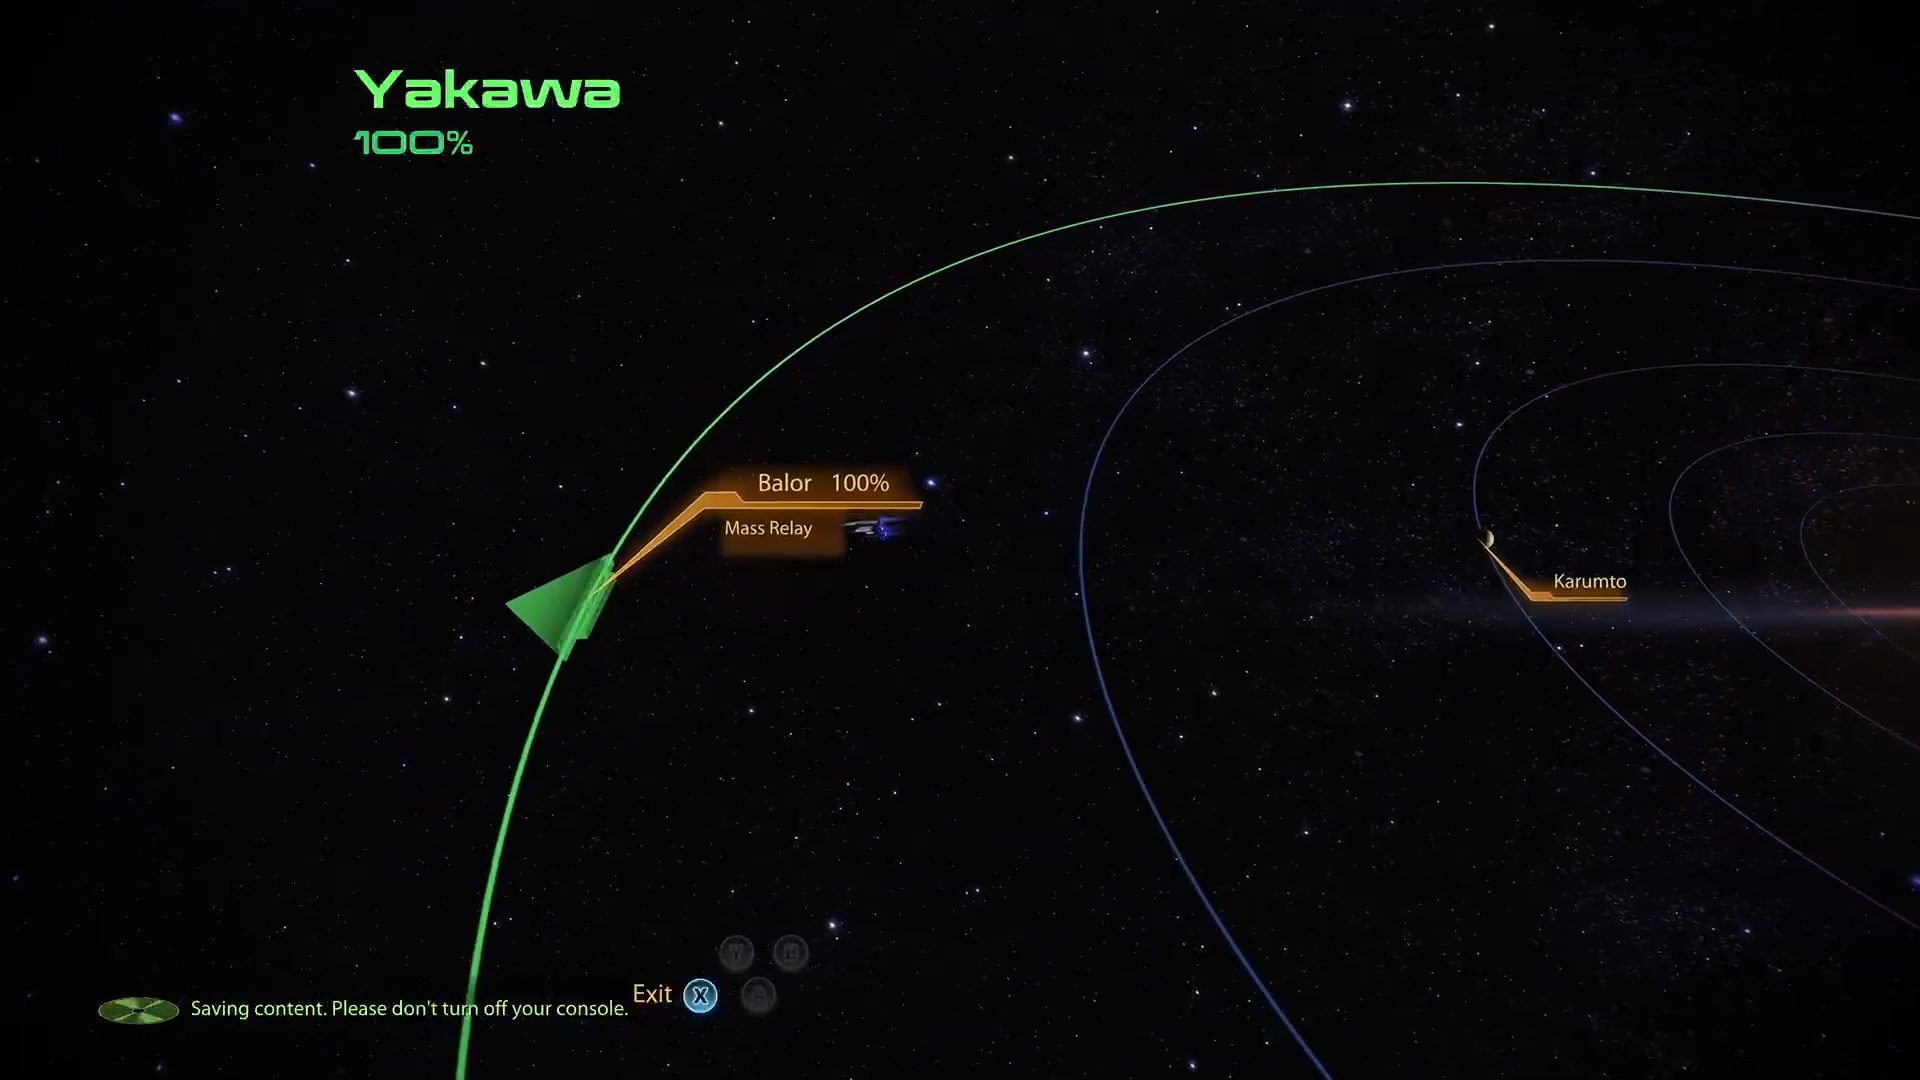 Yakawa
100%
Balor 100%
Mass Relay
Karumto
Y B
Exit X A
Saving content. Please don't turn off your console.